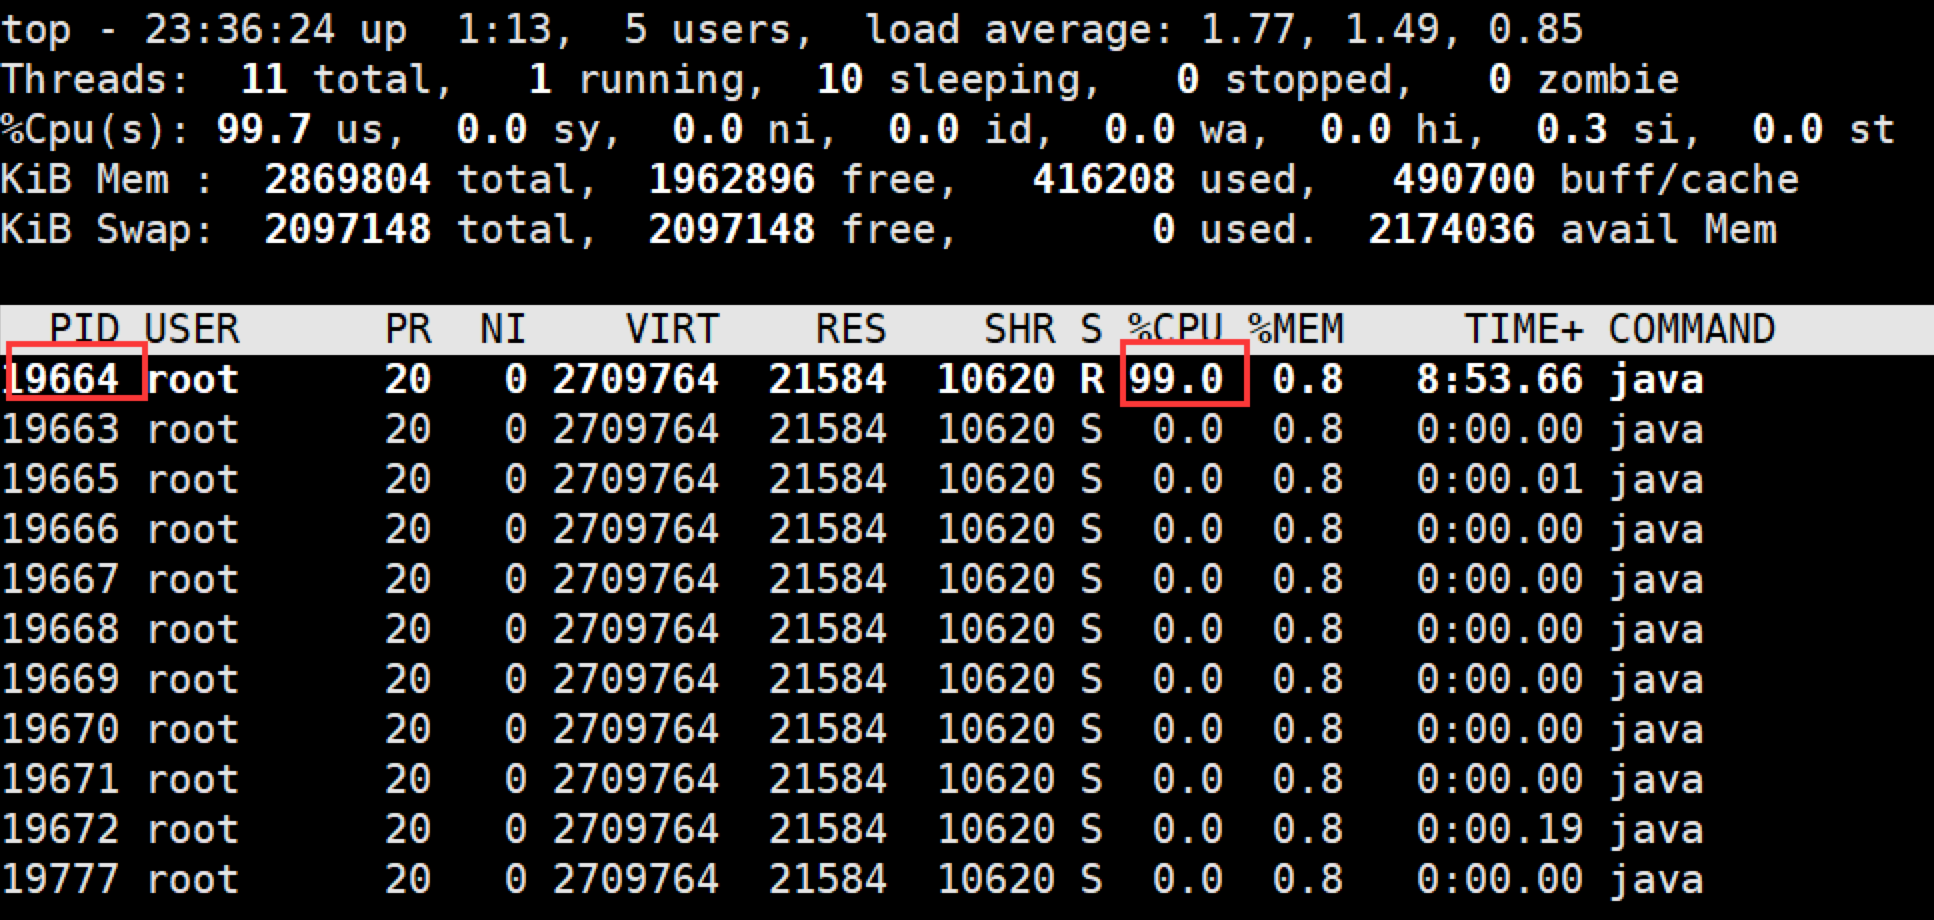 top - 23:36:24 up  1:13,  5 users,  load average: 1.77, 1.49, 0.85
Threads:  11 total,   1 running,  10 sleeping,   0 stopped,   0 zombie
%Cpu(s): 99.7 us,  0.0 sy,  0.0 ni,  0.0 id,  0.0 wa,  0.0 hi,  0.3 si,  0.0 st
KiB Mem :  2869804 total,  1962896 free,   416208 used,   490700 buff/cache
KiB Swap:  2097148 total,  2097148 free,        0 used.  2174036 avail Mem
  PID USER      PR  NI    VIRT    RES    SHR S %CPU %MEM     TIME+ COMMAND
19664 root      20   0 2709764  21584  10620 R 99.0  0.8   8:53.66 java
19663 root      20   0 2709764  21584  10620 S  0.0  0.8   0:00.00 java
19665 root      20   0 2709764  21584  10620 S  0.0  0.8   0:00.01 java
19666 root      20   0 2709764  21584  10620 S  0.0  0.8   0:00.00 java
19667 root      20   0 2709764  21584  10620 S  0.0  0.8   0:00.00 java
19668 root      20   0 2709764  21584  10620 S  0.0  0.8   0:00.00 java
19669 root      20   0 2709764  21584  10620 S  0.0  0.8   0:00.00 java
19670 root      20   0 2709764  21584  10620 S  0.0  0.8   0:00.00 java
19671 root      20   0 2709764  21584  10620 S  0.0  0.8   0:00.00 java
19672 root      20   0 2709764  21584  10620 S  0.0  0.8   0:00.19 java
19777 root      20   0 2709764  21584  10620 S  0.0  0.8   0:00.00 java